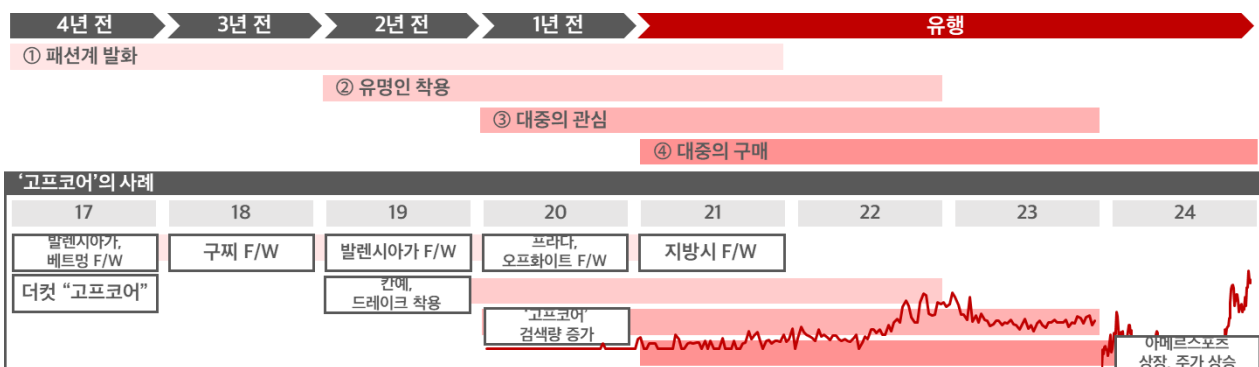 4년 전
3년 전
2년 전
1년 전
유행
① 패션계 발화
② 유명인 착용
③ 대중의 관심
④ 대중의 구매
‘고프코어’의 사례
17
18
19
20
21
22
23
24
발렌시아가,
베트멍 F/W
구찌 F/W
발렌시아가 F/W
프라다,
오프화이트 F/W
지방시 F/W
더컷 “고프코어”
칸예,
드레이크 착용
‘고프코어’
검색량 증가
아메르스포츠
상장, 주가 상승